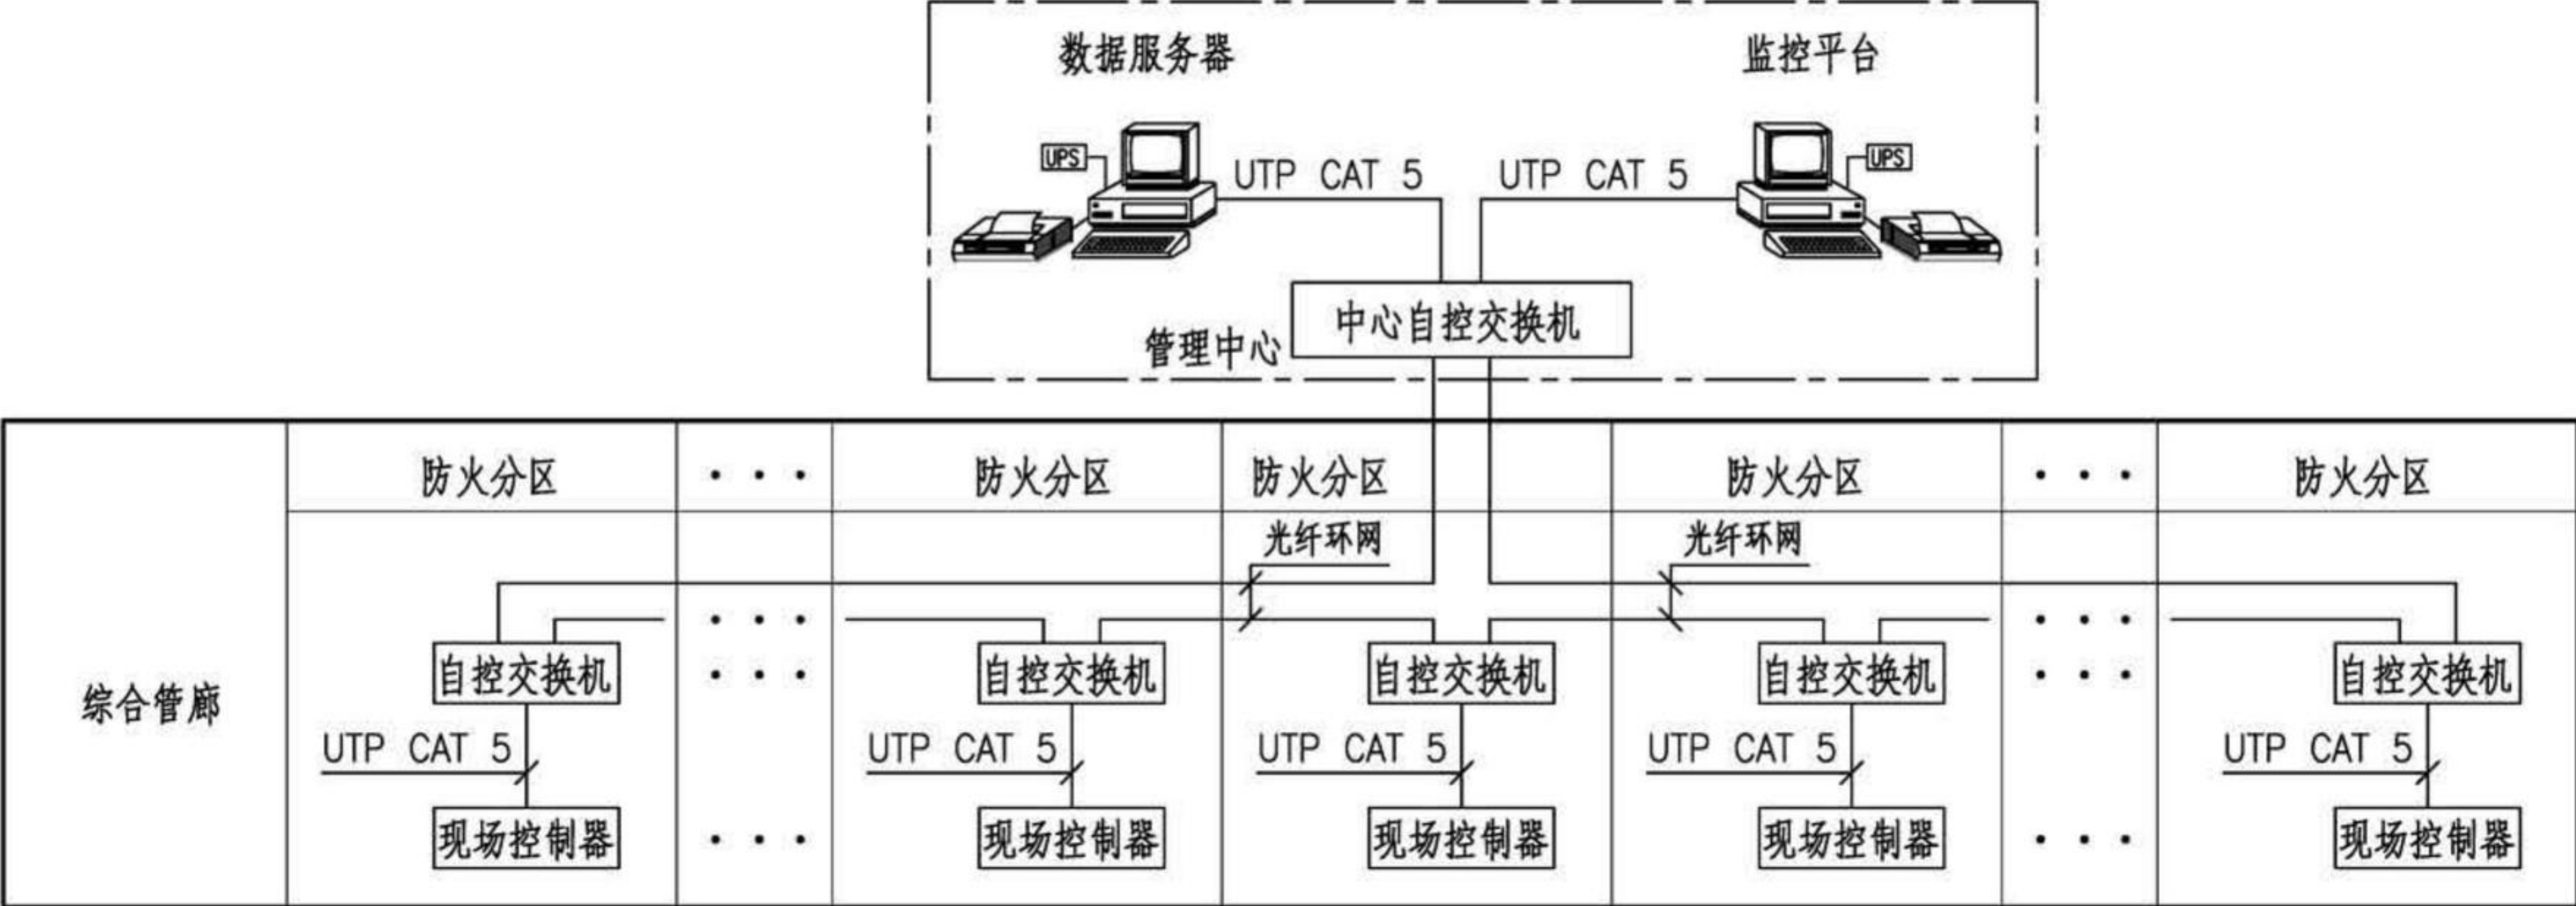 数据服务器
监控平台
UPS
UTP CAT 5
UTP CAT 5
UPS
中心自控交换机
管理中心
防火分区
• • •
防火分区
防火分区
防火分区
• • •
防火分区
光纤环网
光纤环网
• • •
• • •
自控交换机
• • •
自控交换机
自控交换机
自控交换机
• • •
自控交换机
综合管廊
UTP CAT 5
UTP CAT 5
UTP CAT 5
UTP CAT 5
UTP CAT 5
现场控制器
• • •
现场控制器
现场控制器
现场控制器
• • •
现场控制器